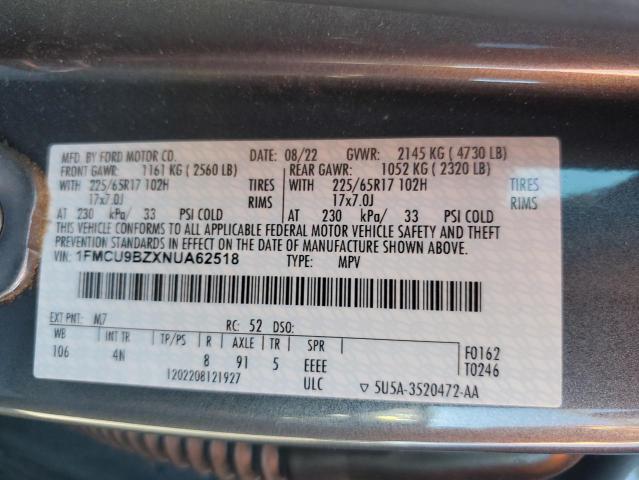 MFD. BY FORD MOTOR CO. DATE: 08/22 GVWR: 2145 KG ( 4730 LB)
FRONT GAWR: 1161 KG ( 2560 LB) REAR GAWR: 1052 KG ( 2320 LB)
WITH 225/65R17 102H TIRES WITH 225/65R17 102H TIRES
17x7.0J RIMS 17x7.0J RIMS
AT 230 kPa/ 33 PSI COLD AT 230 kPa/ 33 PSI COLD
THIS VEHICLE CONFORMS TO ALL APPLICABLE FEDERAL MOTOR VEHICLE SAFETY AND THEFT
PREVENTION STANDARDS IN EFFECT ON THE DATE OF MANUFACTURE SHOWN ABOVE.
VIN: 1FMCU9BZXNUA62518 TYPE: MPV
EXT PNT: M7 RC: 52 DSO:
WB INT TR TP/PS R AXLE TR SPR F0162
106 4N 8 91 5 EEEE T0246
1202208121927 ULC ▽ 5U5A-3520472-AA